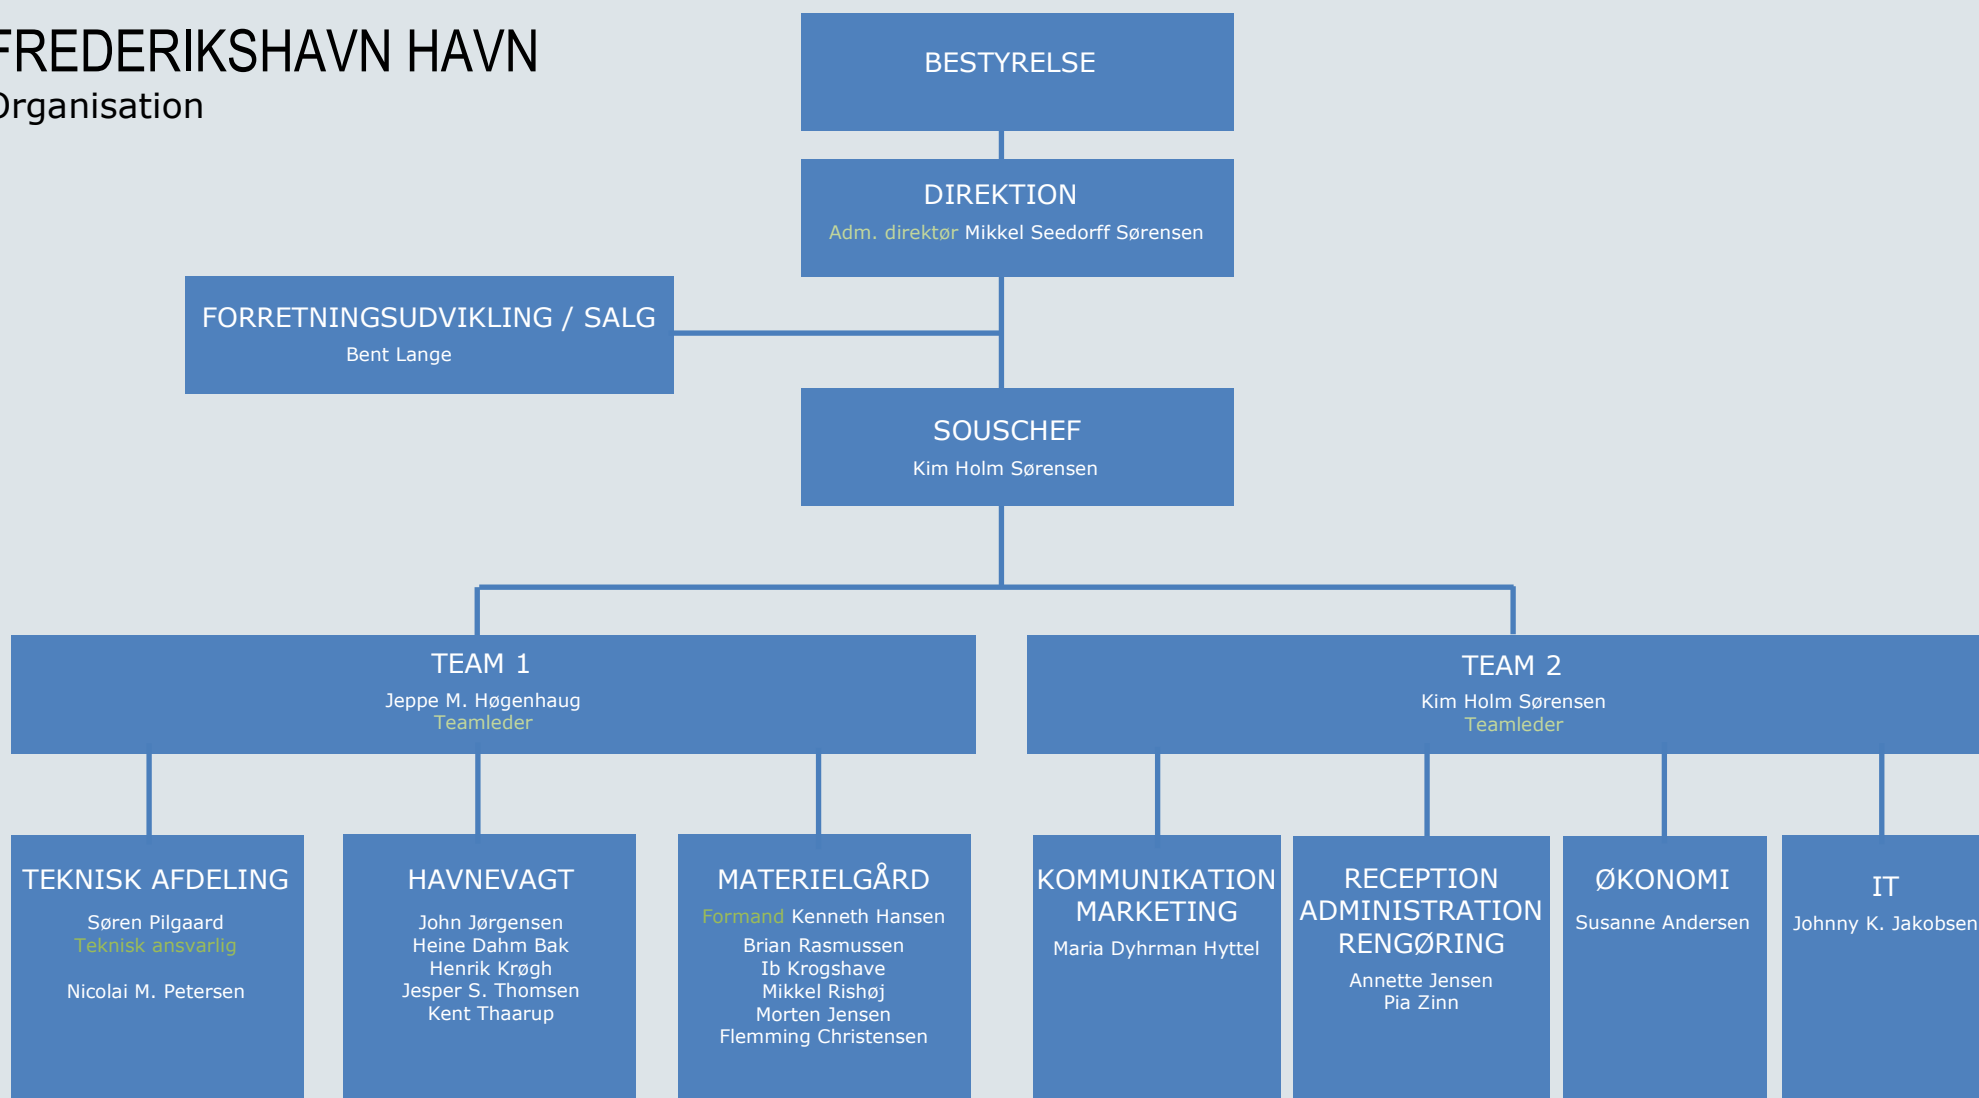 FREDERIKSHAVN HAVN
Organisation
BESTYRELSE
DIREKTION
Adm. direktør Mikkel Seedorff Sørensen
FORRETNINGSUDVIKLING / SALG
Bent Lange
SOUSCHEF
Kim Holm Sørensen
TEAM 1
Jeppe M. Høgenhaug
Teamleder
TEAM 2
Kim Holm Sørensen
Teamleder
TEKNISK AFDELING
Søren Pilgaard
Teknisk ansvarlig
Nicolai M. Petersen
HAVNEVAGT
John Jørgensen
Heine Dahm Bak
Henrik Krøgh
Jesper S. Thomsen
Kent Thaarup
MATERIELGÅRD
Formand Kenneth Hansen
Brian Rasmussen
Ib Krogshave
Mikkel Rishøj
Morten Jensen
Flemming Christensen
KOMMUNIKATION
MARKETING
Maria Dyhrman Hyttel
RECEPTION
ADMINISTRATION
RENGØRING
Annette Jensen
Pia Zinn
ØKONOMI
Susanne Andersen
IT
Johnny K. Jakobsen